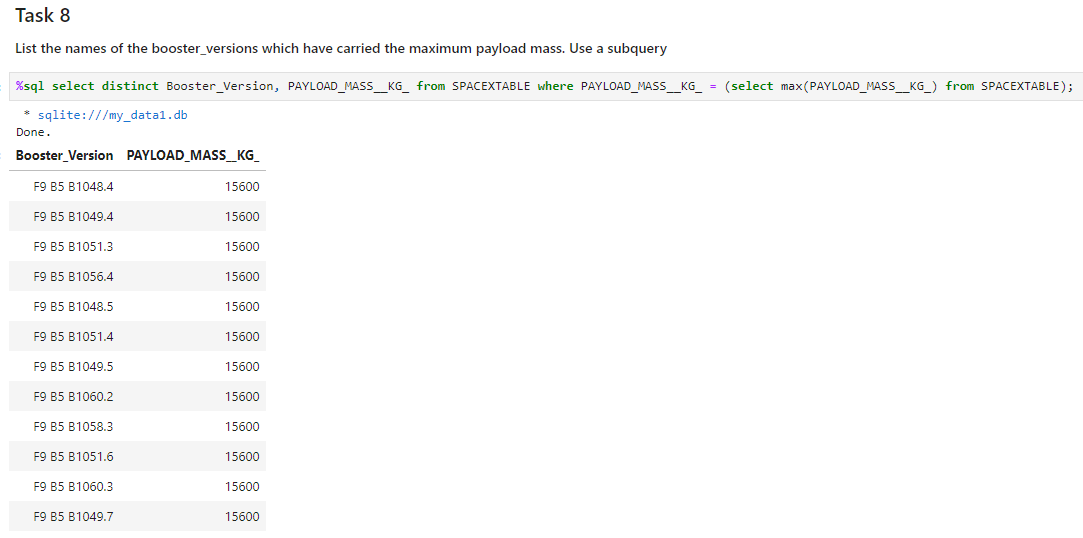 Task 8
List the names of the booster_versions which have carried the maximum payload mass. Use a subquery
%sql select distinct Booster_Version, PAYLOAD_MASS__KG_ from SPACEXTABLE where PAYLOAD_MASS__KG_ = (select max(PAYLOAD_MASS__KG_) from SPACEXTABLE);
* sqlite:///my_data1.db
Done.
Booster_Version PAYLOAD_MASS__KG_
F9 B5 B1048.4 15600
F9 B5 B1049.4 15600
F9 B5 B1051.3 15600
F9 B5 B1056.4 15600
F9 B5 B1048.5 15600
F9 B5 B1051.4 15600
F9 B5 B1049.5 15600
F9 B5 B1060.2 15600
F9 B5 B1058.3 15600
F9 B5 B1051.6 15600
F9 B5 B1060.3 15600
F9 B5 B1049.7 15600